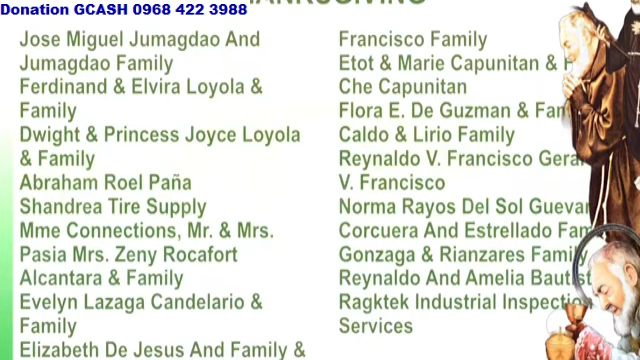 Donation GCASH 0968 422 3988
Jose Miguel Jumagdao And
Jumagdao Family
Ferdinand & Elvira Loyola &
Family
Dwight & Princess Joyce Loyola
& Family
Abraham Roel Paña
Shandrea Tire Supply
Mme Connections, Mr. & Mrs.
Pasia Mrs. Zeny Rocafort
Alcantara & Family
Evelyn Lazaga Candelario &
Family
Elizabeth De Jesus And Family &
Francisco Family
Etot & Marie Capunitan &
Che Capunitan
Flora E. De Guzman &
Caldo & Lirio Family
Reynaldo V. Francisco
V. Francisco
Norma Rayos Del Sol
Corcuera And Estrellado
Gonzaga & Rianzares Family
Reynaldo And Amelia
Ragktek Industrial Inspection
Services